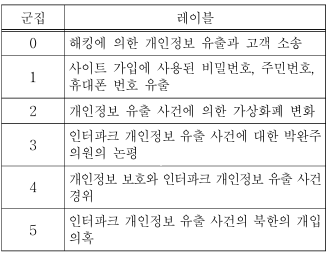 군집 레이블
0 해킹에 의한 개인정보 유출과 고객 소송
1 사이트 가입에 사용된 비밀번호, 주민번호,
휴대폰 번호 유출
2 개인정보 유출 사건에 의한 가상화폐 변화
3 인터파크 개인정보 유출 사건에 대한 박완주
의원의 논평
4 개인정보 보호와 인터파크 개인정보 유출 사건
경위
5 인터파크 개인정보 유출 사건의 북한의 개입
의혹